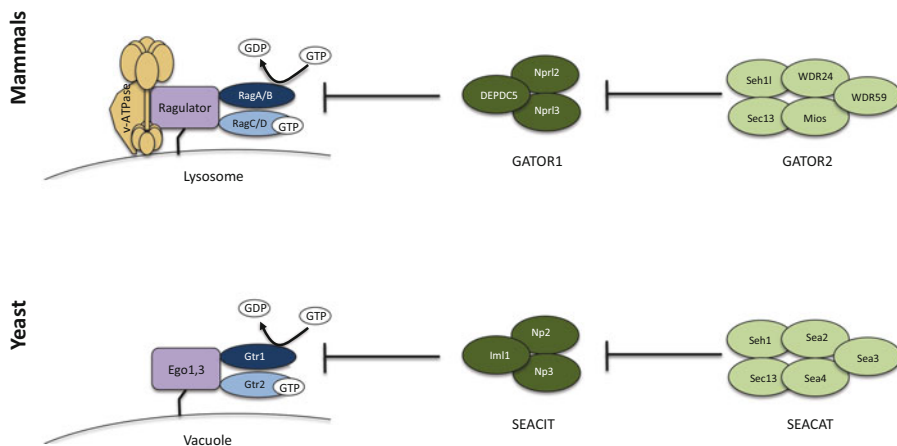 Mammals
GDP
GTP
v-ATPase
Ragulator
RagA/B
RagC/D
GTP
Lysosome
Nprl2
DEPDC5
Nprl3
GATOR1
Seh1l
WDR24
WDR59
Sec13
Mios
GATOR2
Yeast
GDP
GTP
Ego1,3
Gtr1
Gtr2
GTP
Vacuole
Np2
Iml1
Np3
SEACIT
Seh1
Sea2
Sea3
Sec13
Sea4
SEACAT